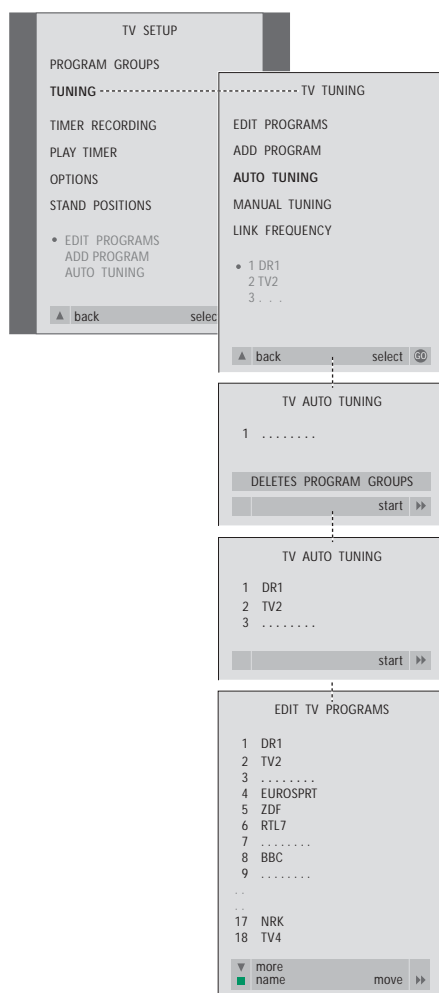 TV SETUP
PROGRAM GROUPS
TUNING
TIMER RECORDING
PLAY TIMER
OPTIONS
STAND POSITIONS
• EDIT PROGRAMS
ADD PROGRAM
AUTO TUNING
back selec
TV TUNING
EDIT PROGRAMS
ADD PROGRAM
AUTO TUNING
MANUAL TUNING
LINK FREQUENCY
• 1 DR1
2 TV2
3 . . .
back select GO
TV AUTO TUNING
1 ........
DELETES PROGRAM GROUPS
start
TV AUTO TUNING
1 DR1
2 TV2
3 ........
start
EDIT TV PROGRAMS
1 DR1
2 TV2
3 ........
4 EUROSPRT
5 ZDF
6 RTL7
7 ........
8 BBC
9 ........
. .
. .
17 NRK
18 TV4
more
name move